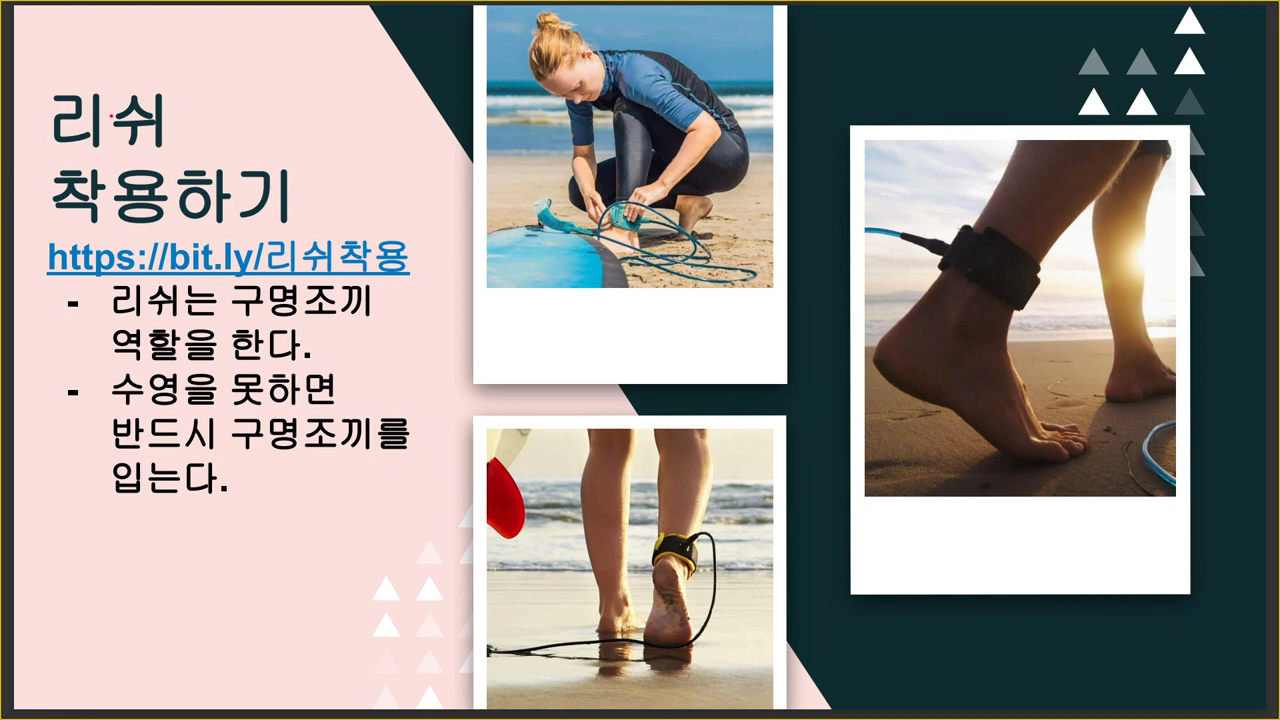 리쉬
착용하기
https://bit.ly/리쉬착용
- 리쉬는 구명조끼
역할을 한다.
- 수영을 못하면
반드시 구명조끼를
입는다.